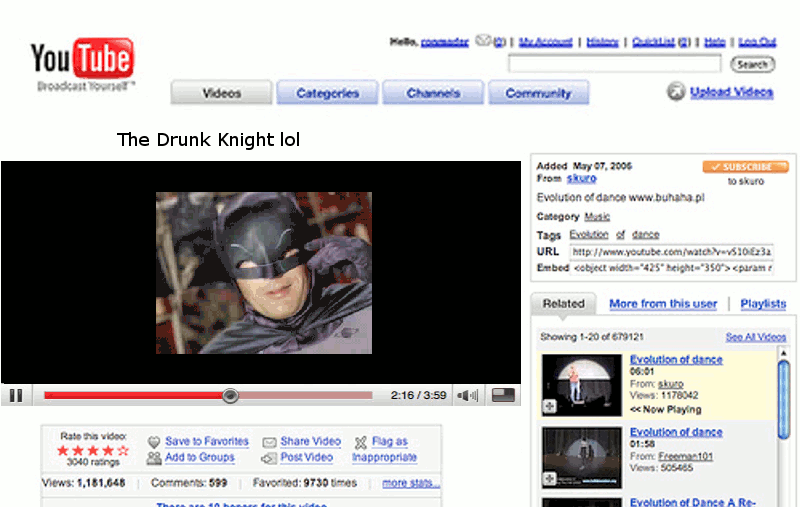 YouTube
Broadcast Yourself™
Hello, conmader (0) | My Account | History | QuickList (2) | Help | Log Out
Search
Videos Categories Channels Community Upload Videos
The Drunk Knight lol
Added May 07, 2006
From skuro
SUBSCRIBE
to skuro
Evolution of dance www.buhaha.pl
Category Music
Tags Evolution of dance
URL http://www.youtube.com/watch?v=v510iEz3a
Embed <object width="425" height="350"><param r
Related More from this user | Playlists
Showing 1-20 of 679121 See All Videos
Evolution of dance
06:01
From: skuro
Views: 1178042
<< Now Playing
2:16 / 3:59
Evolution of dance
01:58
From: Freeman101
Views: 505465
Evolution of Dance A Re-
Rate this video:
3040 ratings
Save to Favorites Share Video Flag as
Add to Groups Post Video Inappropriate
Views: 1,181,648 | Comments: 599 | Favorited: 9730 times | more stats...
There are 10 honors for this video